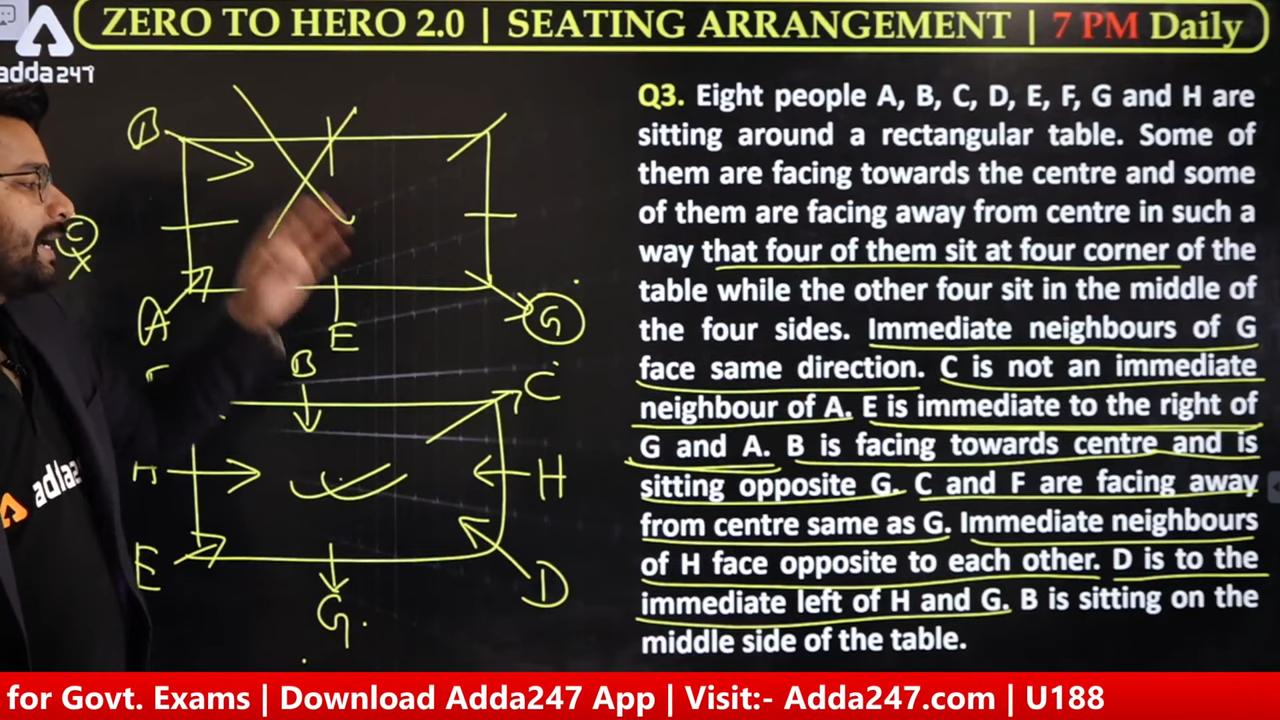 ZERO TO HERO 2.0 | SEATING ARRANGEMENT | 7 PM Daily
adda247
Q3. Eight people A, B, C, D, E, F, G and H are
sitting around a rectangular table. Some of
them are facing towards the centre and some
of them are facing away from centre in such a
way that four of them sit at four corner of the
table while the other four sit in the middle of
the four sides. Immediate neighbours of G
face same direction. C is not an immediate
neighbour of A. E is immediate to the right of
G and A. B is facing towards centre and is
sitting opposite G. C and F are facing away
from centre same as G. Immediate neighbours
of H face opposite to each other. D is to the
immediate left of H and G. B is sitting on the
middle side of the table.
B
C
A
E
G
B
C
H
E
G
D
for Govt. Exams | Download Adda247 App | Visit:- Adda247.com | U188